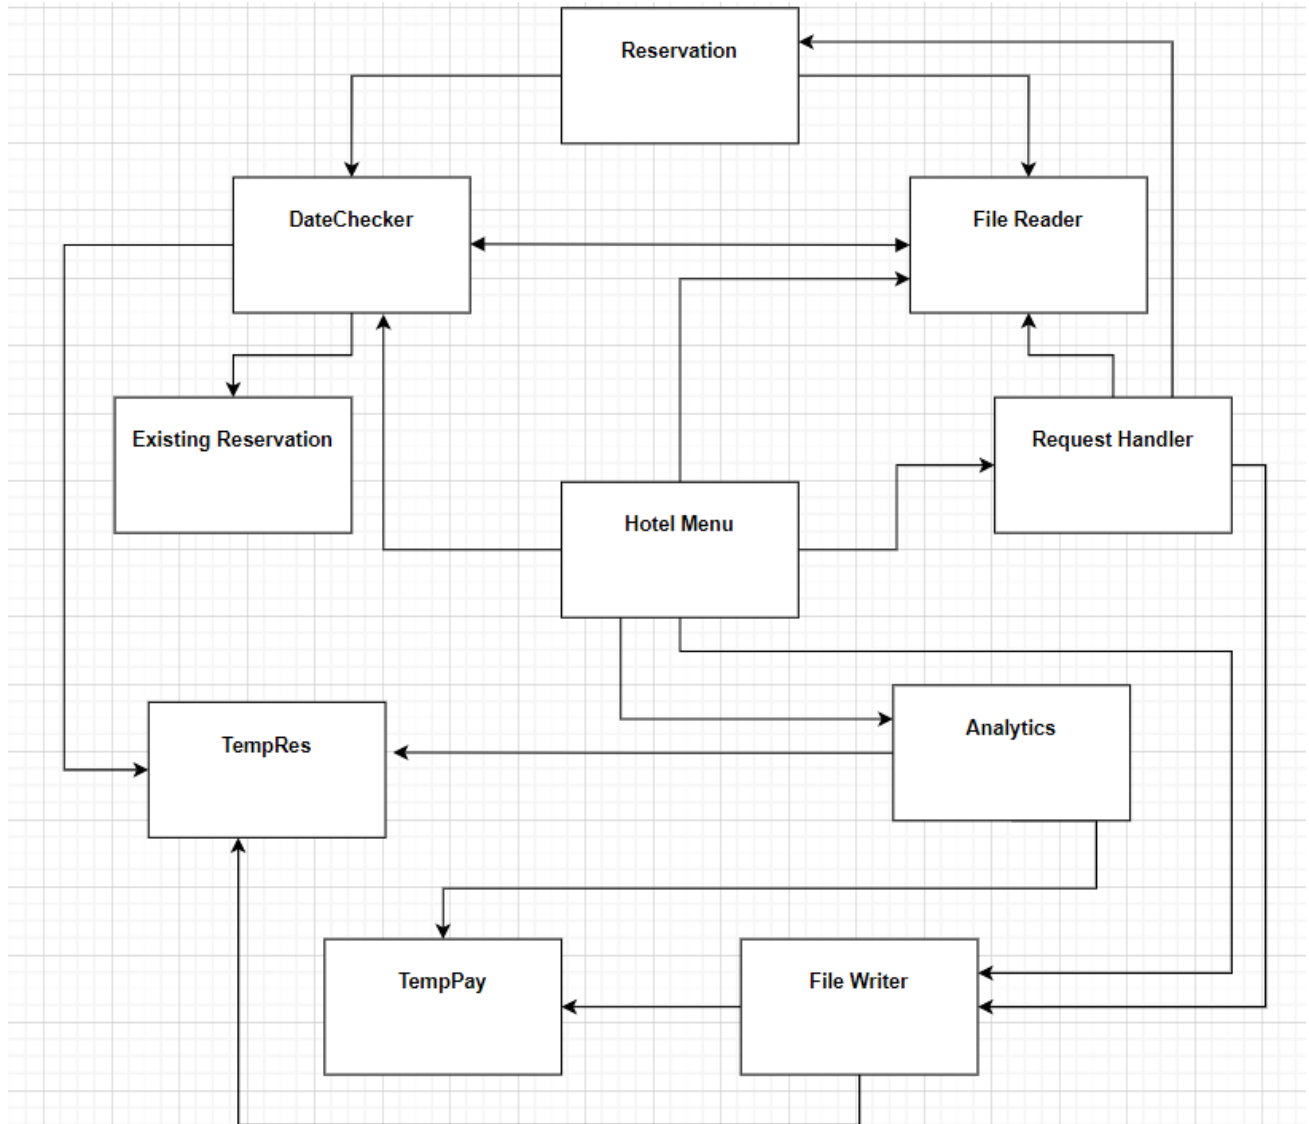 Reservation
DateChecker
File Reader
Existing Reservation
Request Handler
Hotel Menu
Analytics
TempRes
TempPay
File Writer